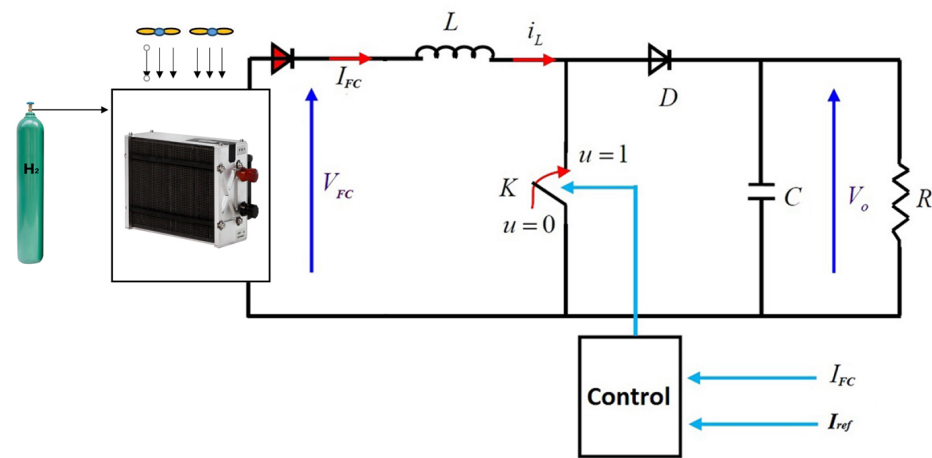 L
i_L
I_FC
D
H₂
V_FC
K
u = 1
u = 0
C
V_o
R
Control
I_FC
I_ref